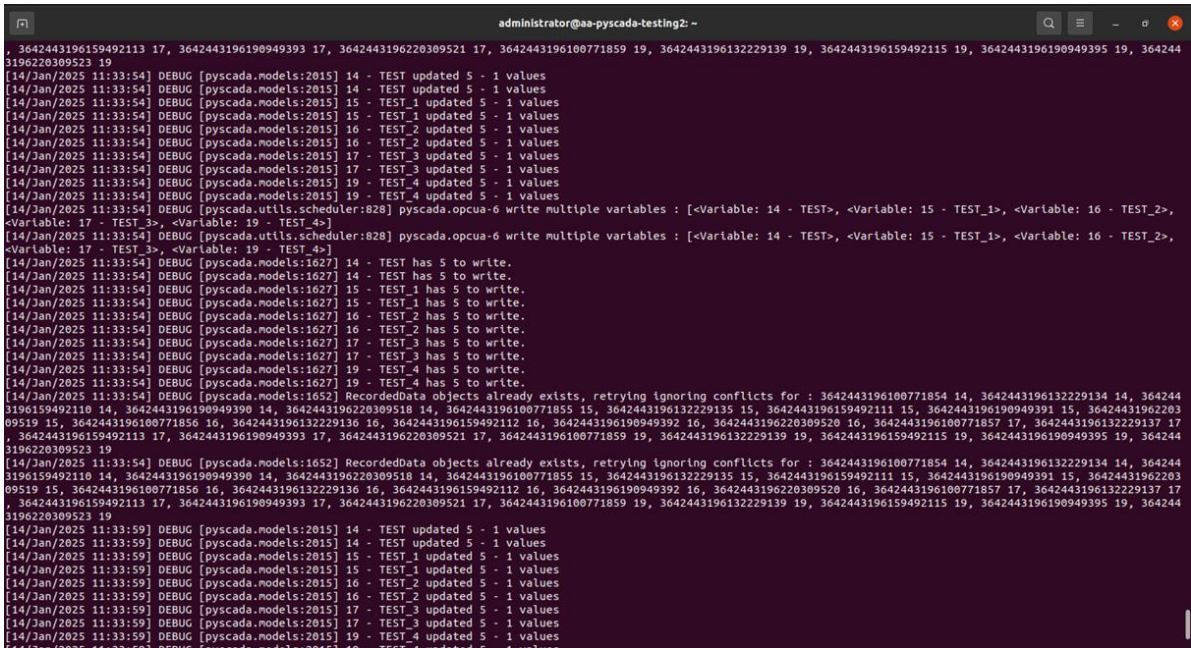 administrator@aa-pyscada-testing2: ~
, 3642443196159492113 17, 3642443196190949393 17, 3642443196220309521 17, 3642443196100771859 19, 3642443196132229139 19, 3642443196159492115 19, 3642443196190949395 19, 364244
3196220309523 19
[14/Jan/2025 11:33:54] DEBUG [pyscada.models:2015] 14 - TEST updated 5 - 1 values
[14/Jan/2025 11:33:54] DEBUG [pyscada.models:2015] 14 - TEST updated 5 - 1 values
[14/Jan/2025 11:33:54] DEBUG [pyscada.models:2015] 15 - TEST_1 updated 5 - 1 values
[14/Jan/2025 11:33:54] DEBUG [pyscada.models:2015] 15 - TEST_1 updated 5 - 1 values
[14/Jan/2025 11:33:54] DEBUG [pyscada.models:2015] 16 - TEST_2 updated 5 - 1 values
[14/Jan/2025 11:33:54] DEBUG [pyscada.models:2015] 16 - TEST_2 updated 5 - 1 values
[14/Jan/2025 11:33:54] DEBUG [pyscada.models:2015] 17 - TEST_3 updated 5 - 1 values
[14/Jan/2025 11:33:54] DEBUG [pyscada.models:2015] 17 - TEST_3 updated 5 - 1 values
[14/Jan/2025 11:33:54] DEBUG [pyscada.models:2015] 19 - TEST_4 updated 5 - 1 values
[14/Jan/2025 11:33:54] DEBUG [pyscada.models:2015] 19 - TEST_4 updated 5 - 1 values
[14/Jan/2025 11:33:54] DEBUG [pyscada.utils.scheduler:828] pyscada.opcua-6 write multiple variables : [<Variable: 14 - TEST>, <Variable: 15 - TEST_1>, <Variable: 16 - TEST_2>,
<Variable: 17 - TEST_3>, <Variable: 19 - TEST_4>]
[14/Jan/2025 11:33:54] DEBUG [pyscada.utils.scheduler:828] pyscada.opcua-6 write multiple variables : [<Variable: 14 - TEST>, <Variable: 15 - TEST_1>, <Variable: 16 - TEST_2>,
<Variable: 17 - TEST_3>, <Variable: 19 - TEST_4>]
[14/Jan/2025 11:33:54] DEBUG [pyscada.models:1627] 14 - TEST has 5 to write.
[14/Jan/2025 11:33:54] DEBUG [pyscada.models:1627] 14 - TEST has 5 to write.
[14/Jan/2025 11:33:54] DEBUG [pyscada.models:1627] 15 - TEST_1 has 5 to write.
[14/Jan/2025 11:33:54] DEBUG [pyscada.models:1627] 15 - TEST_1 has 5 to write.
[14/Jan/2025 11:33:54] DEBUG [pyscada.models:1627] 16 - TEST_2 has 5 to write.
[14/Jan/2025 11:33:54] DEBUG [pyscada.models:1627] 16 - TEST_2 has 5 to write.
[14/Jan/2025 11:33:54] DEBUG [pyscada.models:1627] 17 - TEST_3 has 5 to write.
[14/Jan/2025 11:33:54] DEBUG [pyscada.models:1627] 17 - TEST_3 has 5 to write.
[14/Jan/2025 11:33:54] DEBUG [pyscada.models:1627] 19 - TEST_4 has 5 to write.
[14/Jan/2025 11:33:54] DEBUG [pyscada.models:1627] 19 - TEST_4 has 5 to write.
[14/Jan/2025 11:33:54] DEBUG [pyscada.models:1652] RecordedData objects already exists, retrying ignoring conflicts for : 3642443196100771854 14, 3642443196132229134 14, 364244
3196159492110 14, 3642443196190949390 14, 3642443196220309518 14, 3642443196100771855 15, 3642443196132229135 15, 3642443196159492111 15, 3642443196190949391 15, 36424431962203
09519 15, 3642443196100771856 16, 3642443196132229136 16, 3642443196159492112 16, 3642443196190949392 16, 3642443196220309520 16, 3642443196100771857 17, 3642443196132229137 17
, 3642443196159492113 17, 3642443196190949393 17, 3642443196220309521 17, 3642443196100771859 19, 3642443196132229139 19, 3642443196159492115 19, 3642443196190949395 19, 364244
3196220309523 19
[14/Jan/2025 11:33:54] DEBUG [pyscada.models:1652] RecordedData objects already exists, retrying ignoring conflicts for : 3642443196100771854 14, 3642443196132229134 14, 364244
3196159492110 14, 3642443196190949390 14, 3642443196220309518 14, 3642443196100771855 15, 3642443196132229135 15, 3642443196159492111 15, 3642443196190949391 15, 36424431962203
09519 15, 3642443196100771856 16, 3642443196132229136 16, 3642443196159492112 16, 3642443196190949392 16, 3642443196220309520 16, 3642443196100771857 17, 3642443196132229137 17
, 3642443196159492113 17, 3642443196190949393 17, 3642443196220309521 17, 3642443196100771859 19, 3642443196132229139 19, 3642443196159492115 19, 3642443196190949395 19, 364244
3196220309523 19
[14/Jan/2025 11:33:59] DEBUG [pyscada.models:2015] 14 - TEST updated 5 - 1 values
[14/Jan/2025 11:33:59] DEBUG [pyscada.models:2015] 14 - TEST updated 5 - 1 values
[14/Jan/2025 11:33:59] DEBUG [pyscada.models:2015] 15 - TEST_1 updated 5 - 1 values
[14/Jan/2025 11:33:59] DEBUG [pyscada.models:2015] 15 - TEST_1 updated 5 - 1 values
[14/Jan/2025 11:33:59] DEBUG [pyscada.models:2015] 16 - TEST_2 updated 5 - 1 values
[14/Jan/2025 11:33:59] DEBUG [pyscada.models:2015] 16 - TEST_2 updated 5 - 1 values
[14/Jan/2025 11:33:59] DEBUG [pyscada.models:2015] 17 - TEST_3 updated 5 - 1 values
[14/Jan/2025 11:33:59] DEBUG [pyscada.models:2015] 17 - TEST_3 updated 5 - 1 values
[14/Jan/2025 11:33:59] DEBUG [pyscada.models:2015] 19 - TEST_4 updated 5 - 1 values